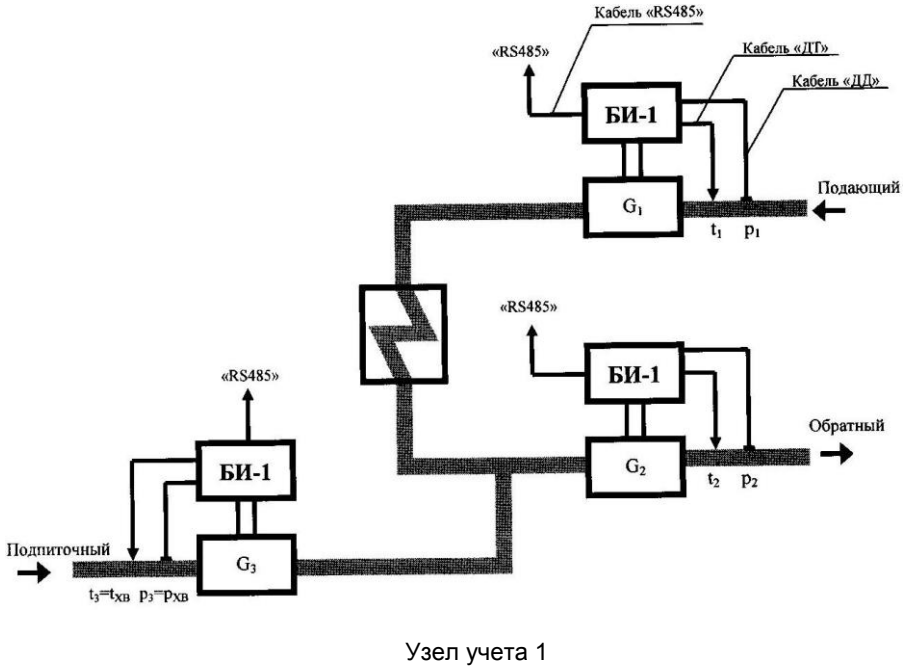 Кабель «RS485»
«RS485»
Кабель «ДТ»
Кабель «ДД»
БИ-1
Подающий
G₁
t₁ p₁
«RS485»
БИ-1
Обратный
«RS485»
G₂
t₂ p₂
БИ-1
Подпиточный
G₃
t₃=tХВ p₃=pХВ
Узел учета 1